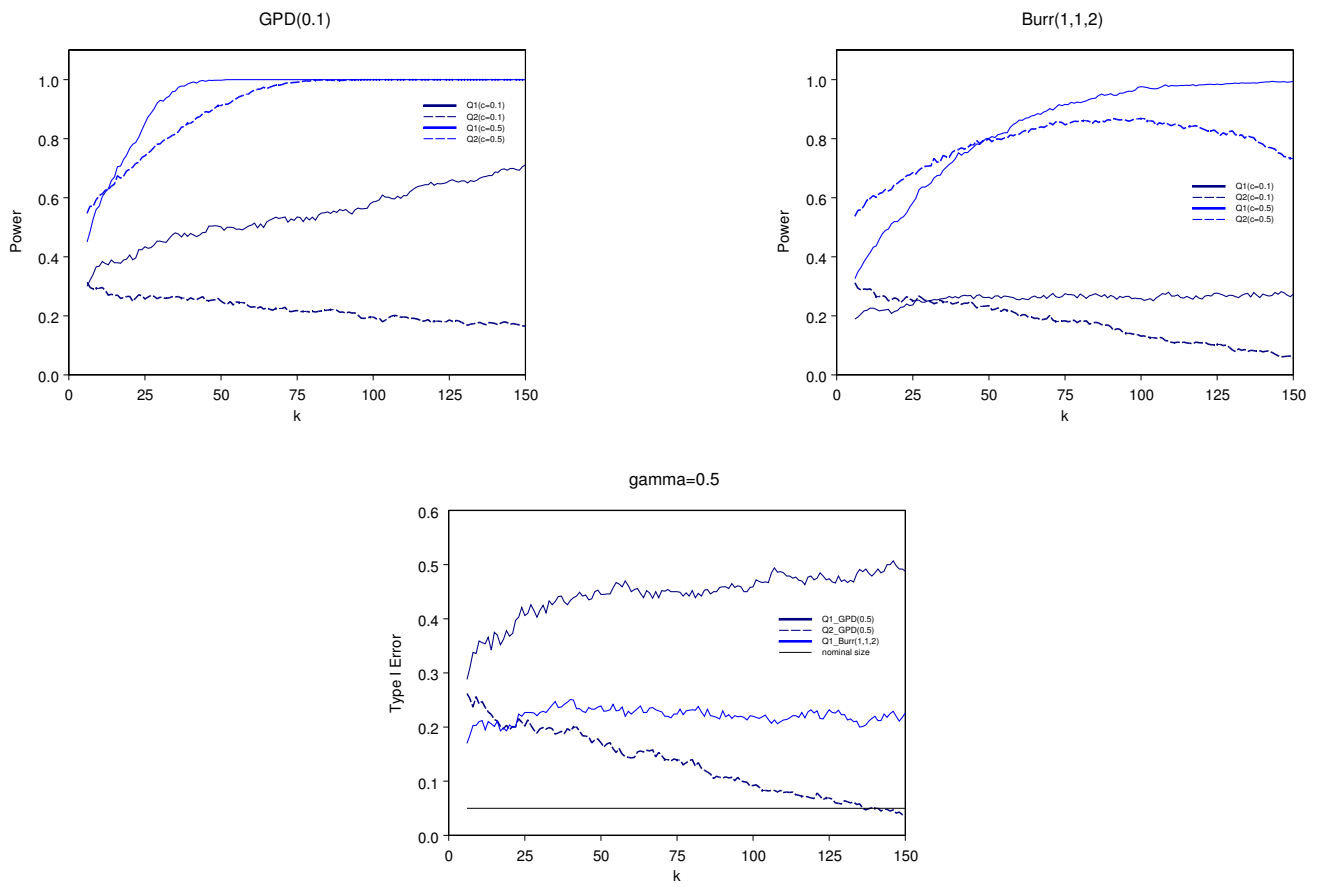 GPD(0.1)
1.0
0.8
0.6
0.4
0.2
0.0
Power
0 25 50 75 100 125 150
k
Q1(c=0.1)
Q2(c=0.1)
Q1(c=0.5)
Q2(c=0.5)
Burr(1,1,2)
1.0
0.8
0.6
0.4
0.2
0.0
Power
0 25 50 75 100 125 150
k
Q1(c=0.1)
Q2(c=0.1)
Q1(c=0.5)
Q2(c=0.5)
gamma=0.5
0.6
0.5
0.4
0.3
0.2
0.1
0.0
Type I Error
0 25 50 75 100 125 150
k
Q1_GPD(0.5)
Q2_GPD(0.5)
Q1_Burr(1,1,2)
nominal size